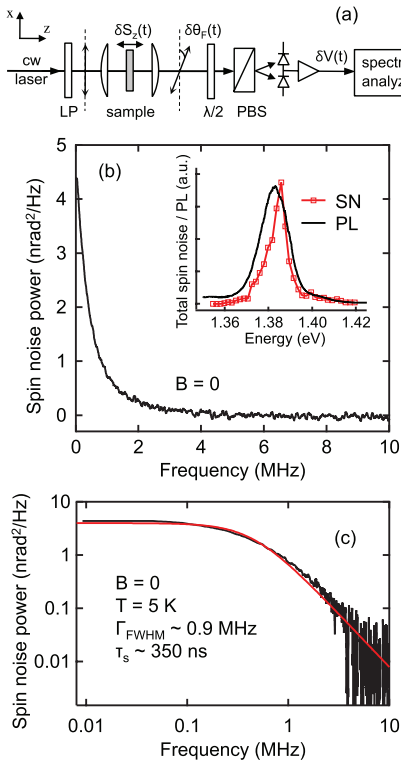 (a)
x
z
δS_z(t)
δθ_F(t)
δV(t)
cw
laser
LP
sample
λ/2
PBS
spectr
analyz
(b)
Spin noise power (nrad²/Hz)
5
4
3
2
1
0
0
2
4
6
8
10
Frequency (MHz)
B = 0
Total spin noise / PL (a.u.)
SN
PL
1.36
1.38
1.40
1.42
Energy (eV)
(c)
Spin noise power (nrad²/Hz)
10
1
0.1
0.01
B = 0
T = 5 K
Γ_FWHM ~ 0.9 MHz
τ_s ~ 350 ns
0.01
0.1
1
10
Frequency (MHz)